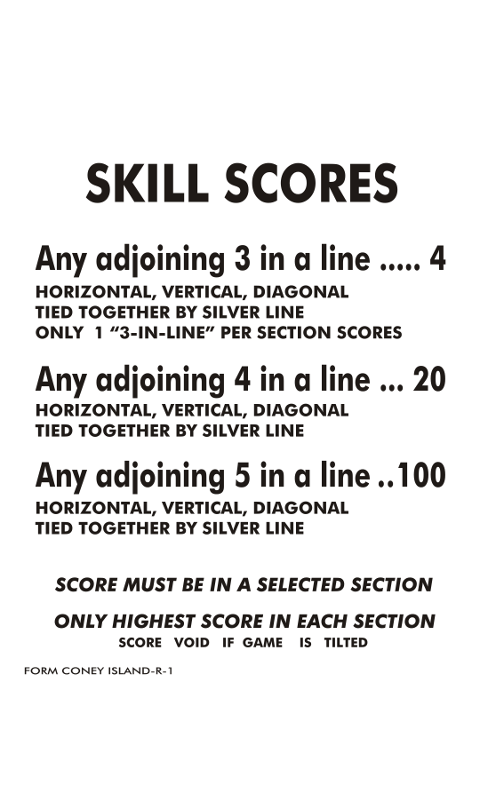 SKILL SCORES
Any adjoining 3 in a line ..... 4
HORIZONTAL, VERTICAL, DIAGONAL
TIED TOGETHER BY SILVER LINE
ONLY 1 “3-IN-LINE” PER SECTION SCORES
Any adjoining 4 in a line ... 20
HORIZONTAL, VERTICAL, DIAGONAL
TIED TOGETHER BY SILVER LINE
Any adjoining 5 in a line ..100
HORIZONTAL, VERTICAL, DIAGONAL
TIED TOGETHER BY SILVER LINE
SCORE MUST BE IN A SELECTED SECTION
ONLY HIGHEST SCORE IN EACH SECTION
SCORE VOID IF GAME IS TILTED
FORM CONEY ISLAND-R-1